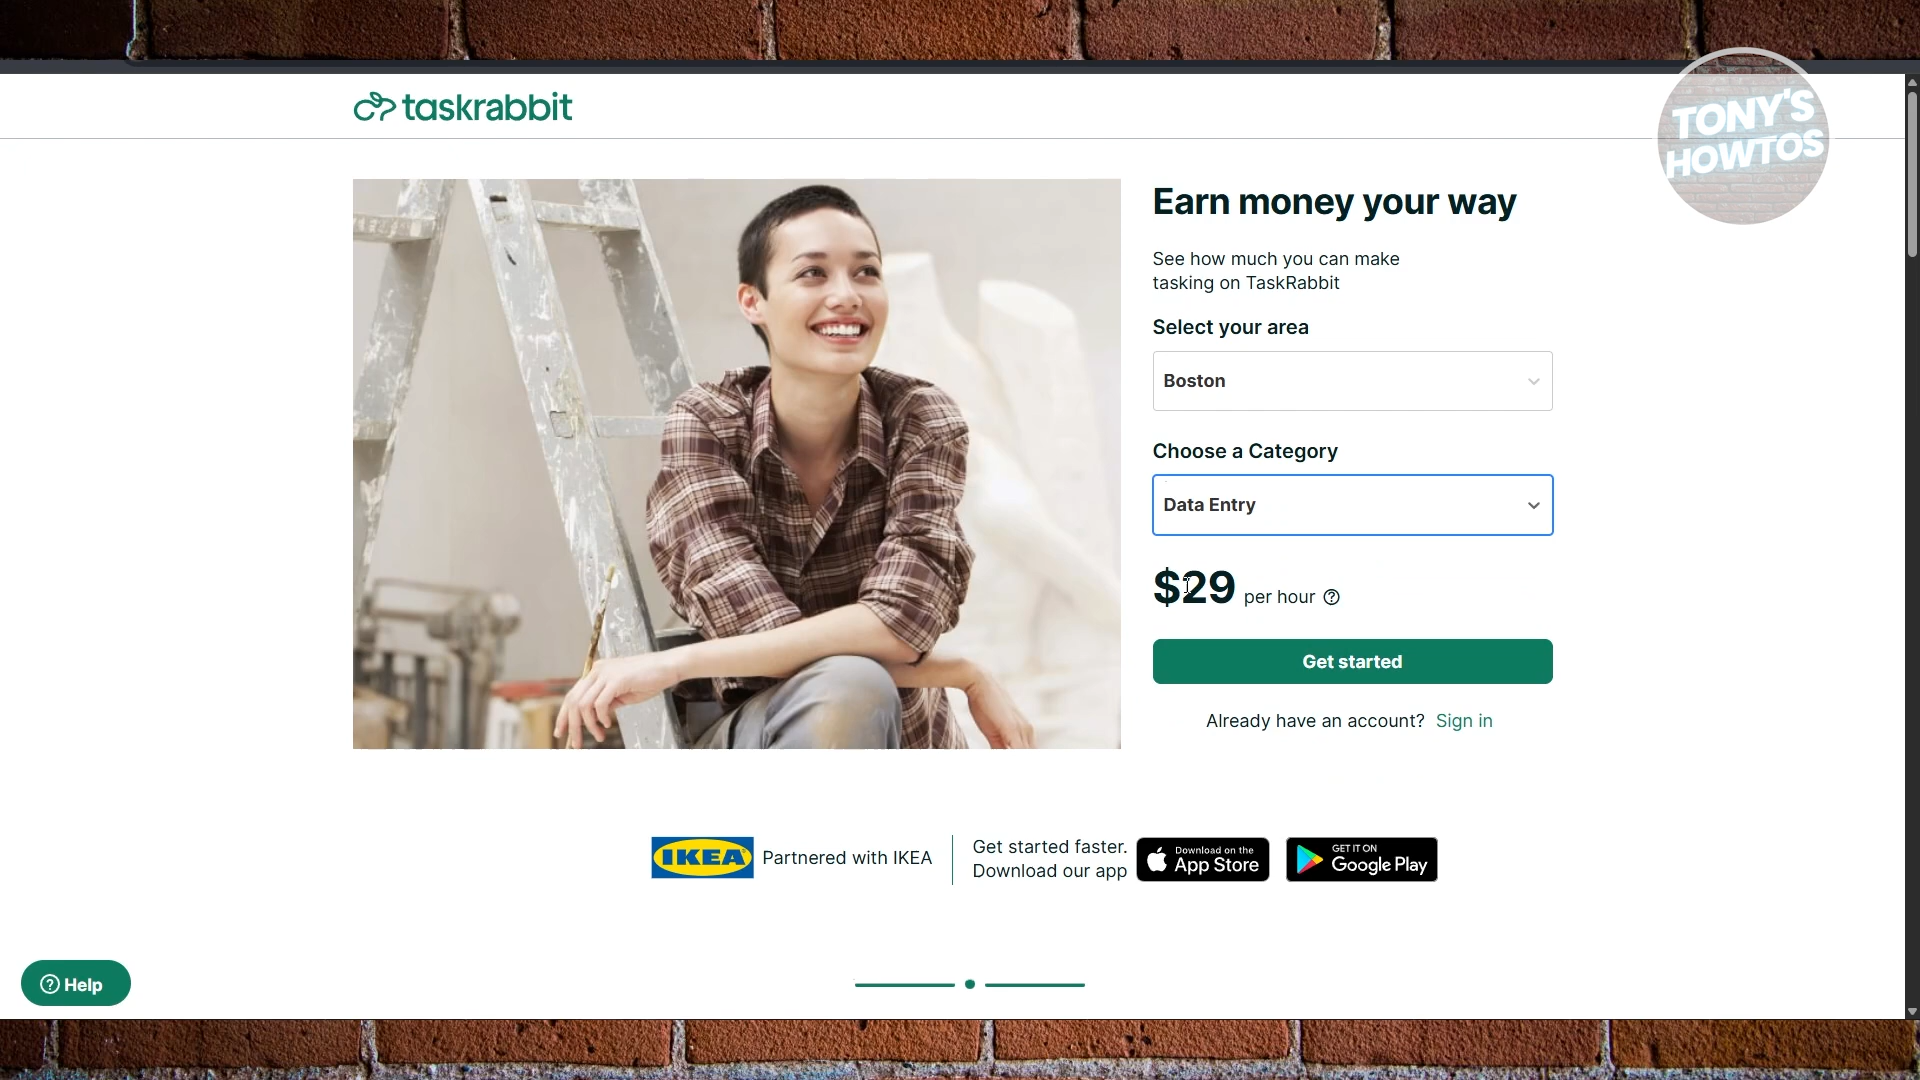 taskrabbit
TONY'S
HOWTOS
Earn money your way
See how much you can make
tasking on TaskRabbit
Select your area
Boston
Choose a Category
Data Entry
$29 per hour
Get started
Already have an account? Sign in
IKEA
Partnered with IKEA
Get started faster.
Download our app
Download on the
App Store
GET IT ON
Google Play
Help